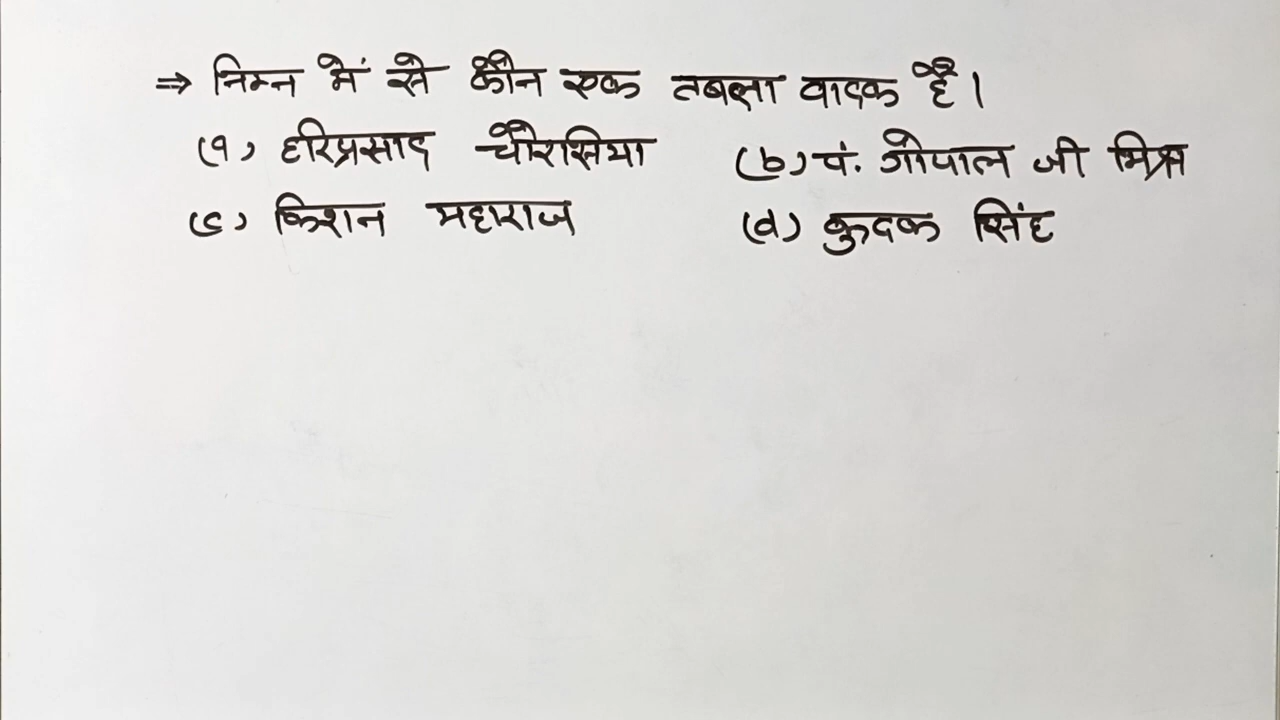 ⇒ निम्न में से कौन एक तबला वादक है।
(a) हरिप्रसाद चौरसिया (b) पं. गोपाल जी मिश्र
(c) किशन महाराज (d) कुदक सिंह